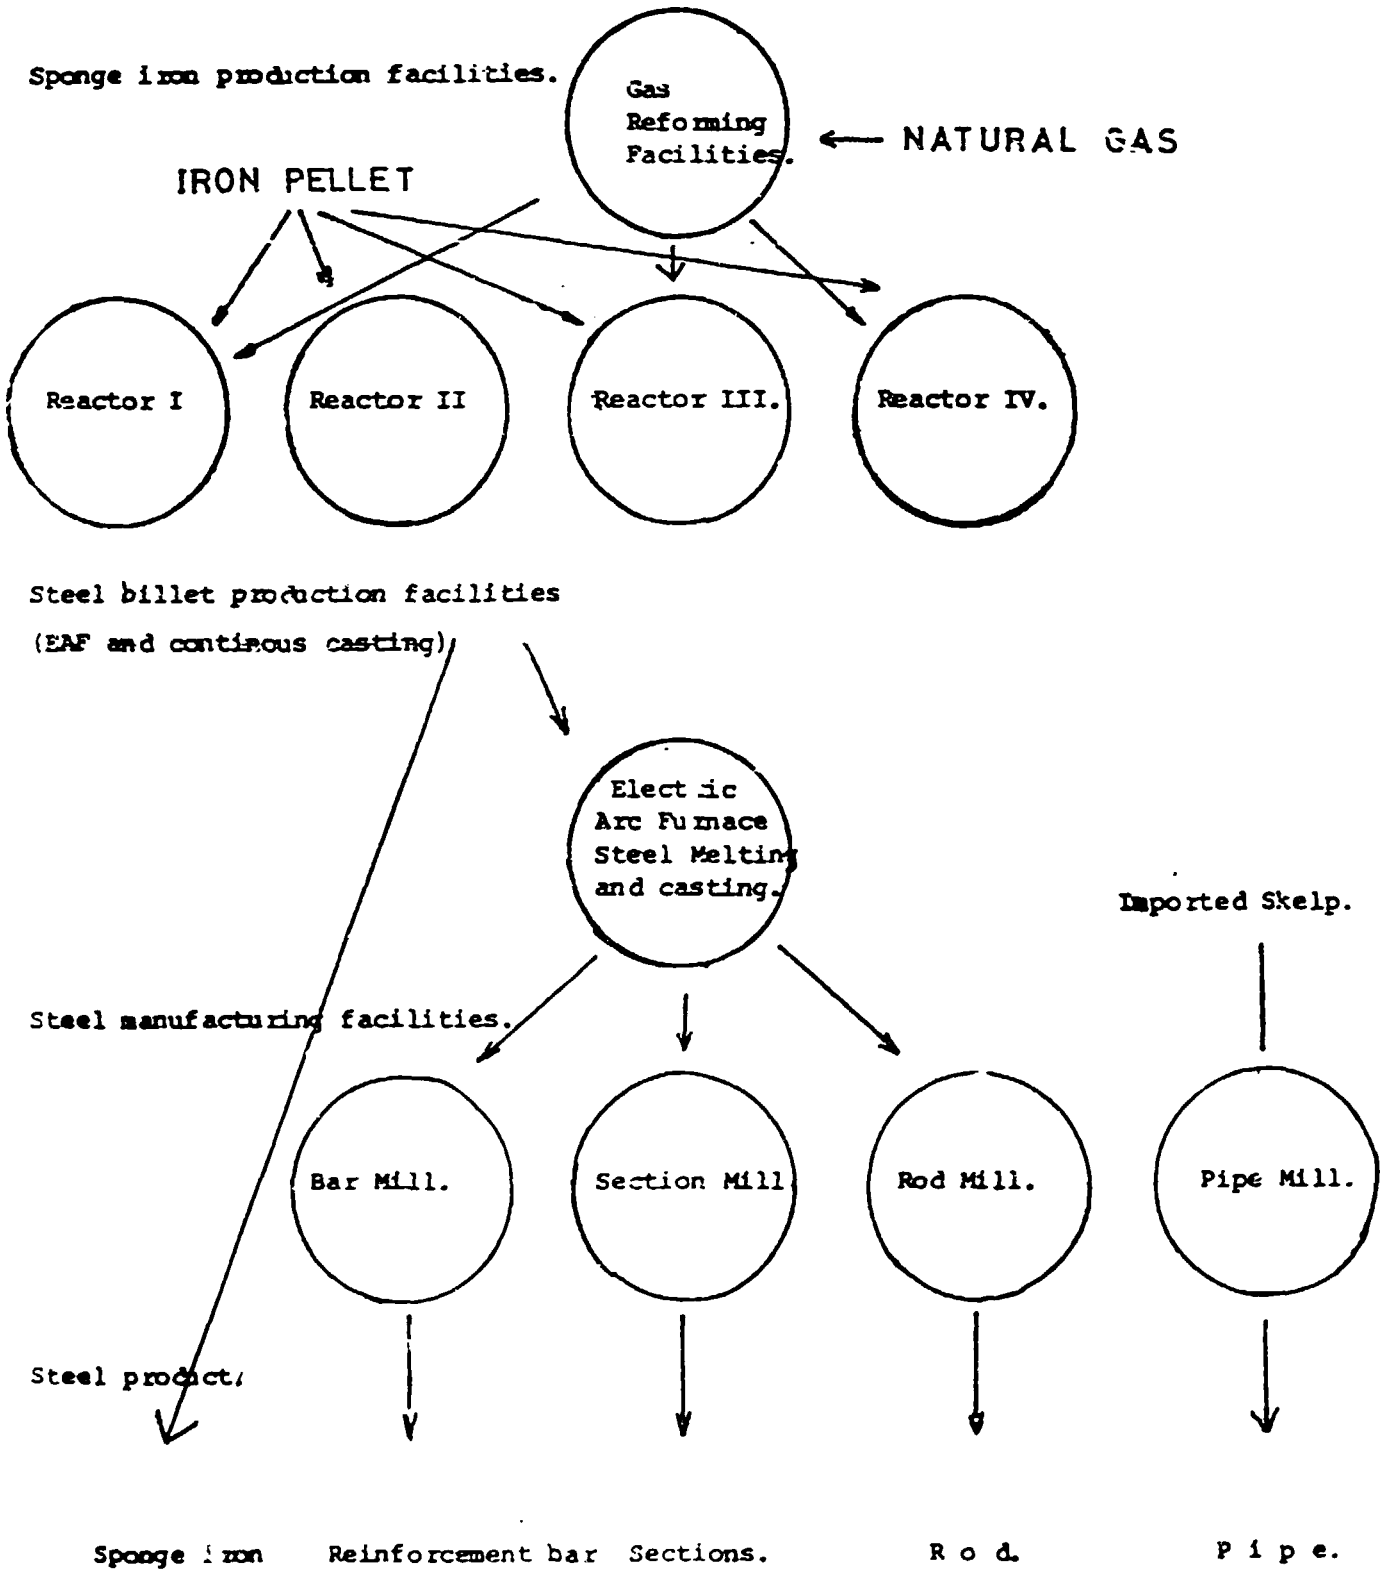 Sponge iron production facilities.
Gas
Reforming
Facilities.
NATURAL GAS
IRON PELLET
Reactor I
Reactor II
Reactor III.
Reactor IV.
Steel billet production facilities
(EAF and continous casting)
Electric
Arc Furnace
Steel Melting
and casting.
Imported Skelp.
Steel manufacturing facilities.
Bar Mill.
Section Mill
Rod Mill.
Pipe Mill.
Steel product.
Sponge iron
Reinforcement bar
Sections.
R o d.
P i p e.